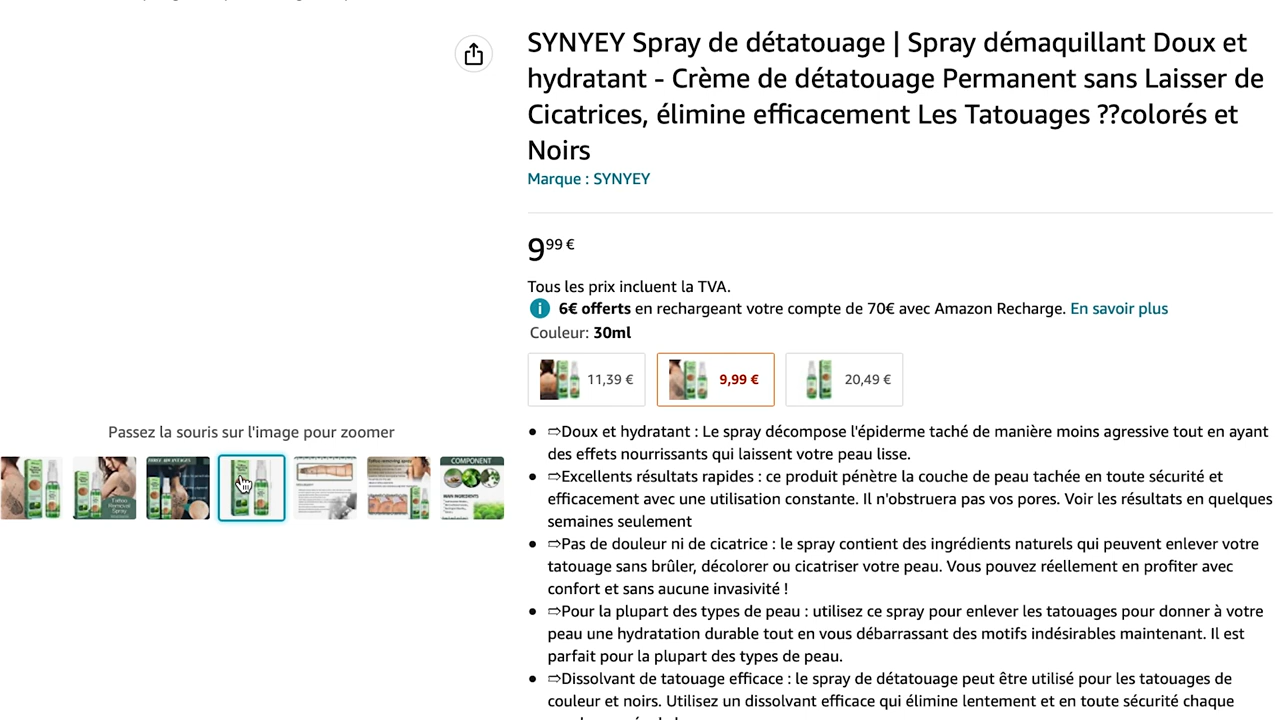 SYNYEY Spray de détatouage | Spray démaquillant Doux et
hydratant - Crème de détatouage Permanent sans Laisser de
Cicatrices, élimine efficacement Les Tatouages ??colorés et
Noirs
Marque : SYNYEY
9,99 €
Tous les prix incluent la TVA.
6€ offerts en rechargeant votre compte de 70€ avec Amazon Recharge. En savoir plus
Couleur: 30ml
11,39 €
9,99 €
20,49 €
Passez la souris sur l'image pour zoomer
Tattoo
Removal
Spray
COMPONENT
MAIN INGREDIENTS
• ⇨Doux et hydratant : Le spray décompose l'épiderme taché de manière moins agressive tout en ayant
des effets nourrissants qui laissent votre peau lisse.
• ⇨Excellents résultats rapides : ce produit pénètre la couche de peau tachée en toute sécurité et
efficacement avec une utilisation constante. Il n'obstruera pas vos pores. Voir les résultats en quelques
semaines seulement
• ⇨Pas de douleur ni de cicatrice : le spray contient des ingrédients naturels qui peuvent enlever votre
tatouage sans brûler, décolorer ou cicatriser votre peau. Vous pouvez réellement en profiter avec
confort et sans aucune invasivité !
• ⇨Pour la plupart des types de peau : utilisez ce spray pour enlever les tatouages pour donner à votre
peau une hydratation durable tout en vous débarrassant des motifs indésirables maintenant. Il est
parfait pour la plupart des types de peau.
• ⇨Dissolvant de tatouage efficace : le spray de détatouage peut être utilisé pour les tatouages de
couleur et noirs. Utilisez un dissolvant efficace qui élimine lentement et en toute sécurité chaque